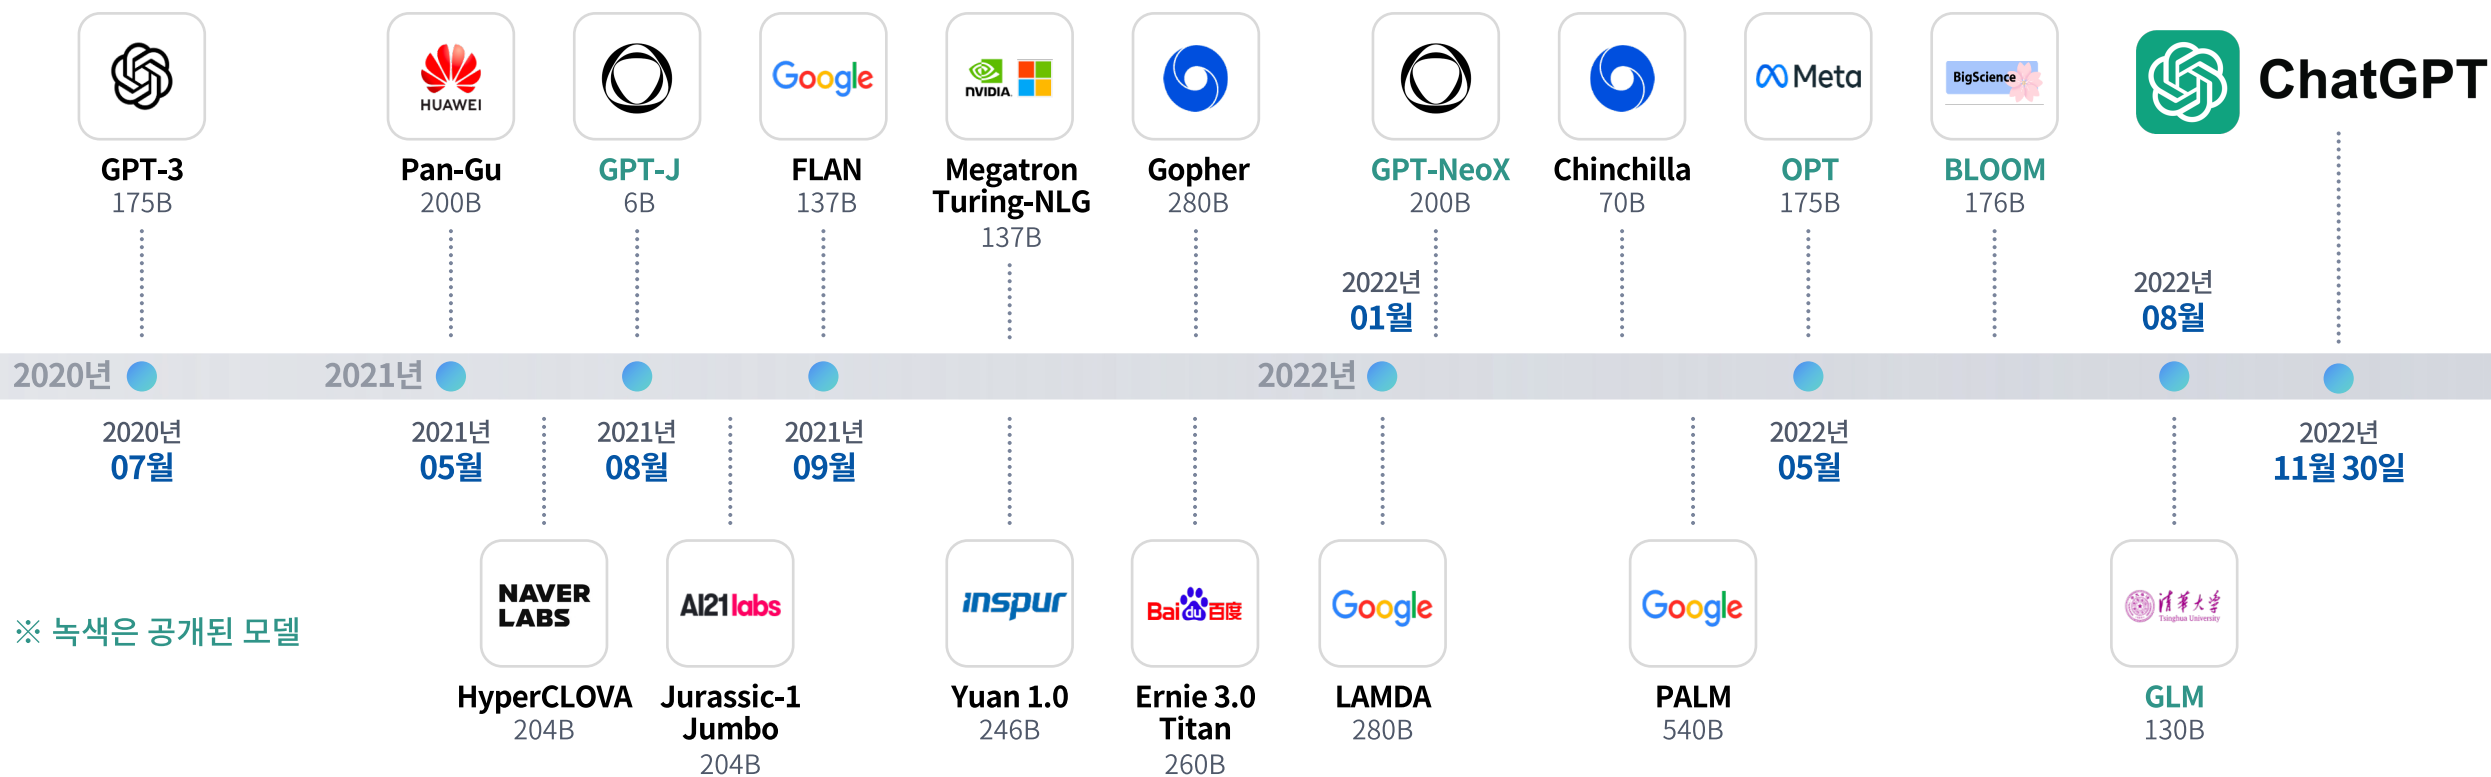 HUAWEI
Google
NVIDIA
Meta
BigScience
ChatGPT
GPT-3
175B
Pan-Gu
200B
GPT-J
6B
FLAN
137B
Megatron
Turing-NLG
137B
Gopher
280B
GPT-NeoX
200B
Chinchilla
70B
OPT
175B
BLOOM
176B
2022년
01월
2022년
08월
2020년
2021년
2022년
2020년
07월
2021년
05월
2021년
08월
2021년
09월
2022년
05월
2022년
11월 30일
※ 녹색은 공개된 모델
NAVER
LABS
HyperCLOVA
204B
AI21labs
Jurassic-1
Jumbo
204B
inspur
Yuan 1.0
246B
Baidu百度
Ernie 3.0
Titan
260B
Google
LAMDA
280B
Google
PALM
540B
清华大学
Tsinghua University
GLM
130B